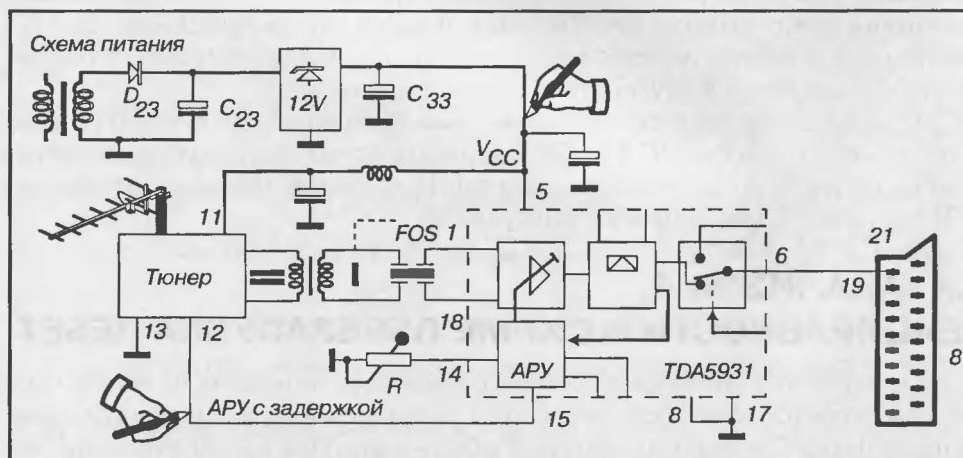 Схема питания
D23
C23
12V
C33
VCC
5
11
FOS 1
6
21
Тюнер
19
13
12
18
8
R
14
АРУ
TDA5931
АРУ с задержкой
15
8
17